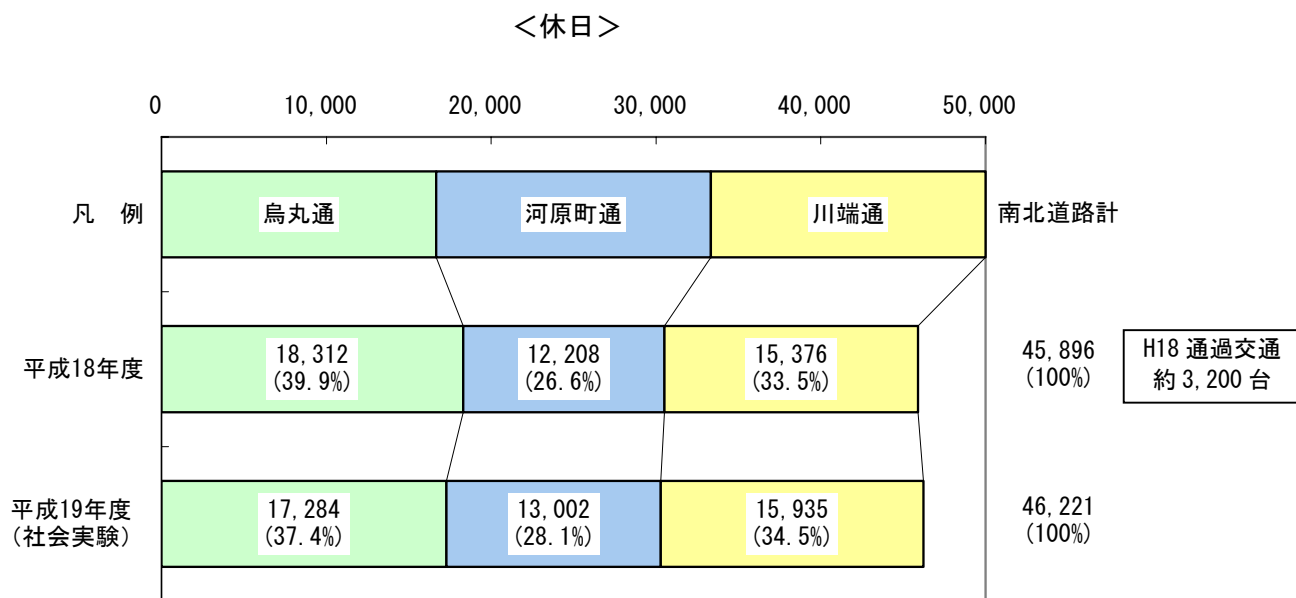 ＜休日＞
0 10,000 20,000 30,000 40,000 50,000
凡 例 烏丸通 河原町通 川端通 南北道路計
平成18年度
18,312
(39.9%)
12,208
(26.6%)
15,376
(33.5%)
45,896
(100%)
H18 通過交通
約 3,200 台
平成19年度
（社会実験）
17,284
(37.4%)
13,002
(28.1%)
15,935
(34.5%)
46,221
(100%)